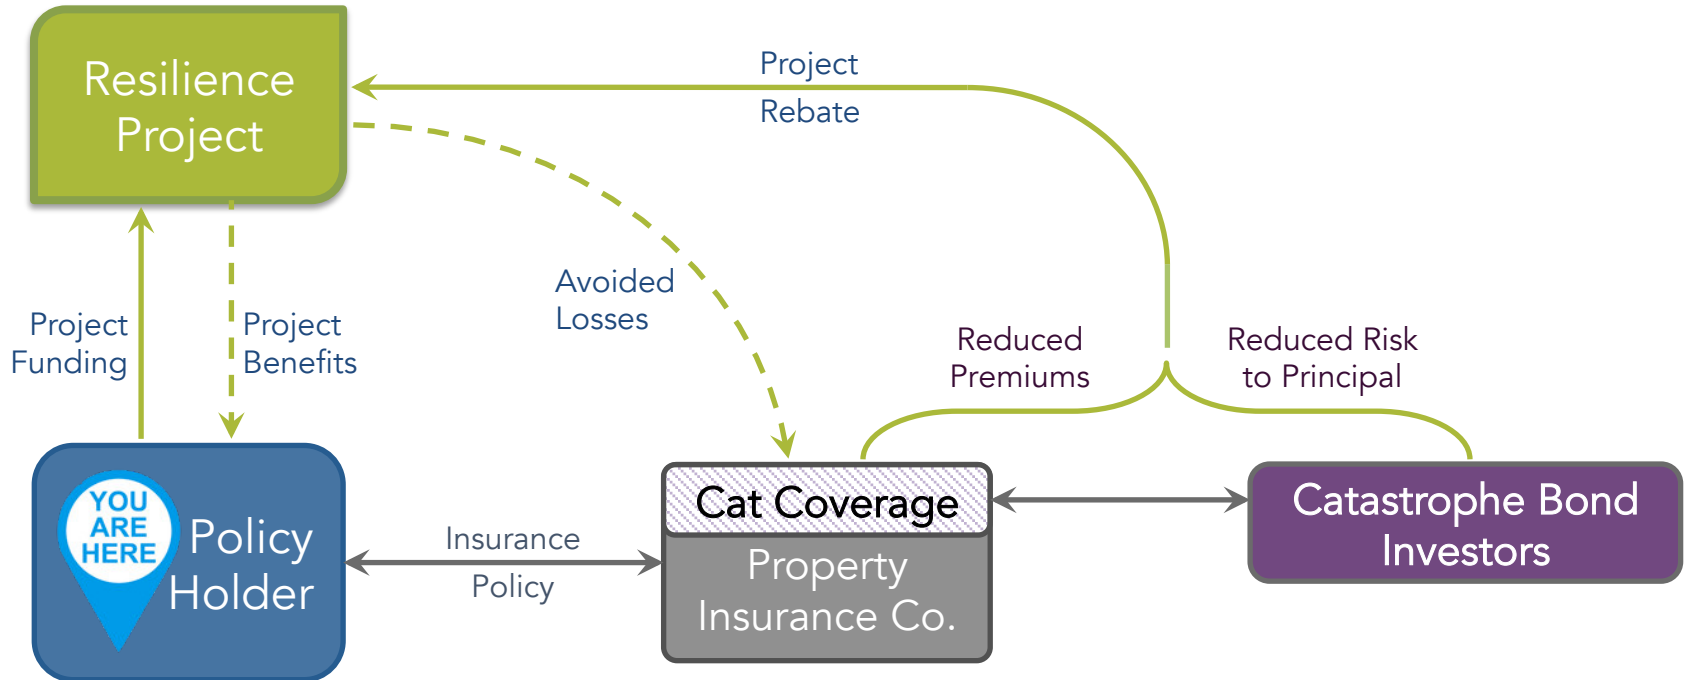 Resilience
Project
Project
Rebate
Avoided
Losses
Project
Funding
Project
Benefits
Reduced
Premiums
Reduced Risk
to Principal
YOU
ARE
HERE
Policy
Holder
Insurance
Policy
Cat Coverage
Property
Insurance Co.
Catastrophe Bond
Investors